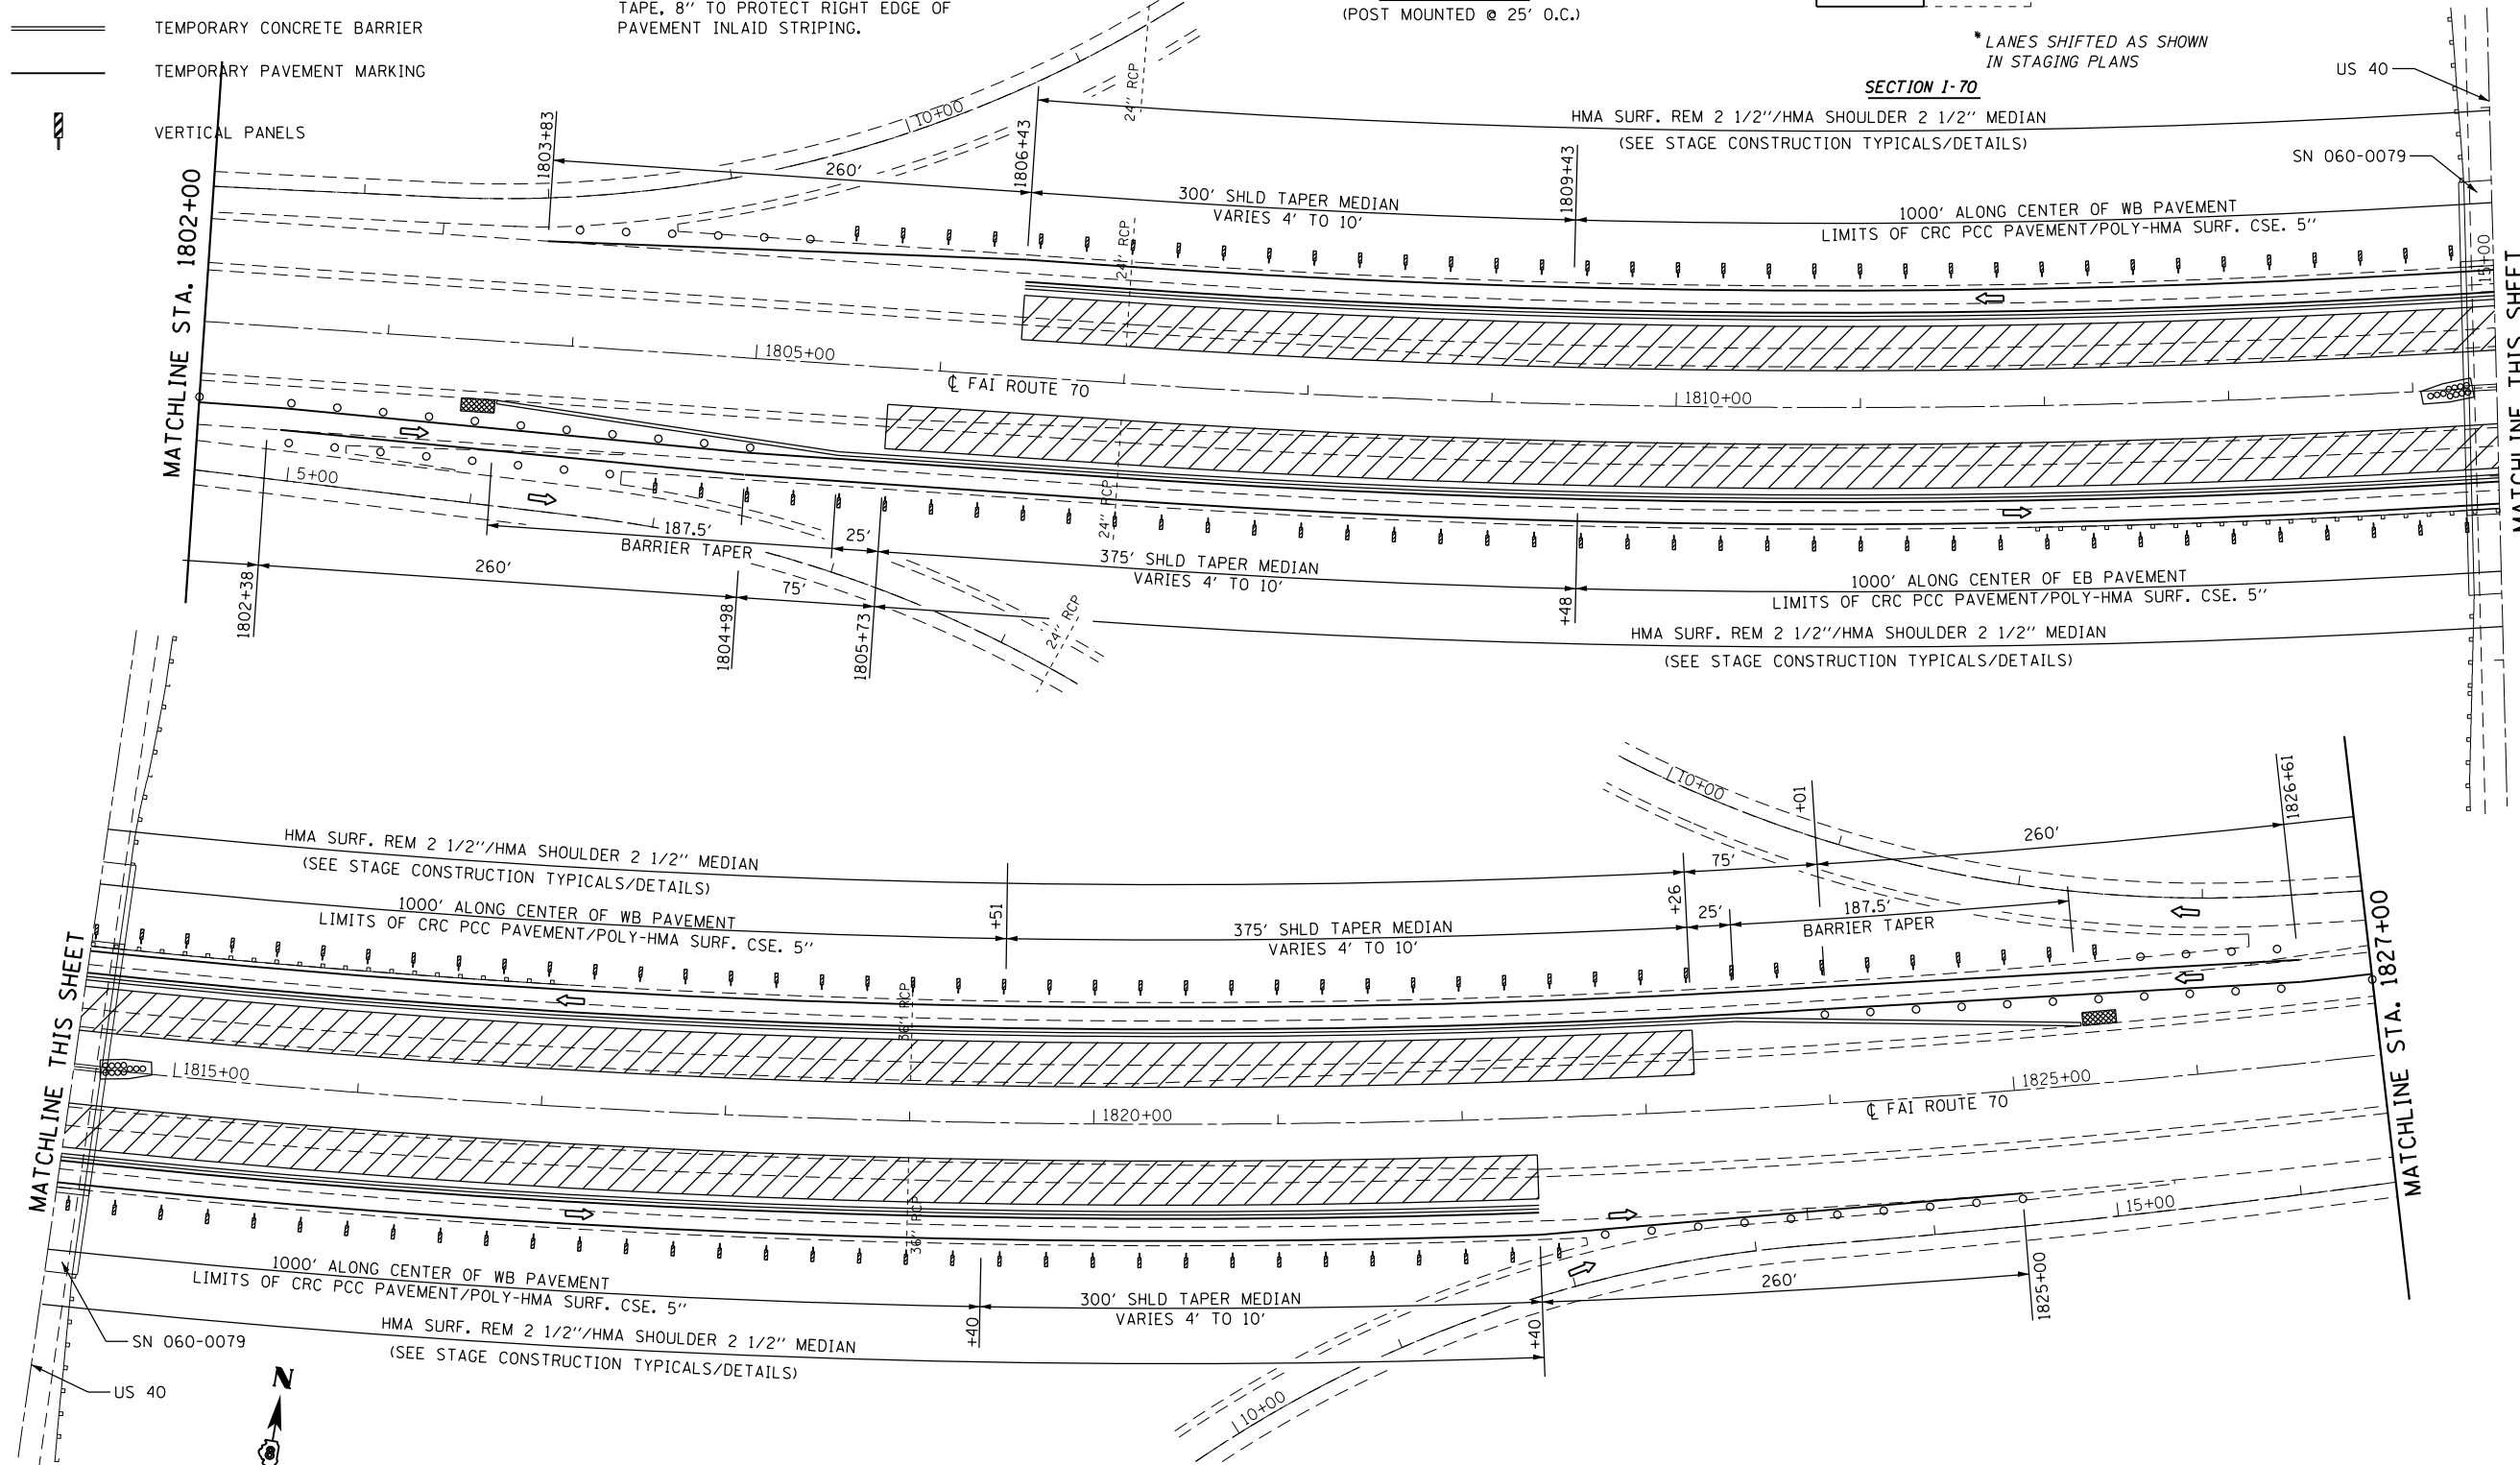 TEMPORARY CONCRETE BARRIER
TEMPORARY PAVEMENT MARKING
VERTICAL PANELS
TAPE, 8" TO PROTECT RIGHT EDGE OF
PAVEMENT INLAID STRIPING.
(POST MOUNTED @ 25' O.C.)
* LANES SHIFTED AS SHOWN
IN STAGING PLANS
SECTION I-70
US 40
SN 060-0079
MATCHLINE STA. 1802+00
1803+83
260'
10+00
24" RCP
1806+43
HMA SURF. REM 2 1/2"/HMA SHOULDER 2 1/2" MEDIAN
(SEE STAGE CONSTRUCTION TYPICALS/DETAILS)
300' SHLD TAPER MEDIAN
VARIES 4' TO 10'
1809+43
1000' ALONG CENTER OF WB PAVEMENT
LIMITS OF CRC PCC PAVEMENT/POLY-HMA SURF. CSE. 5"
24" RCP
5+00
1805+00
℄ FAI ROUTE 70
1810+00
MATCHLINE THIS SHEET
5+00
187.5'
BARRIER TAPER
25'
24" RCP
375' SHLD TAPER MEDIAN
VARIES 4' TO 10'
1000' ALONG CENTER OF EB PAVEMENT
LIMITS OF CRC PCC PAVEMENT/POLY-HMA SURF. CSE. 5"
260'
75'
1802+38
1804+98
1805+73
24" RCP
+48
HMA SURF. REM 2 1/2"/HMA SHOULDER 2 1/2" MEDIAN
(SEE STAGE CONSTRUCTION TYPICALS/DETAILS)
10+00
+01
1826+61
260'
75'
HMA SURF. REM 2 1/2"/HMA SHOULDER 2 1/2" MEDIAN
(SEE STAGE CONSTRUCTION TYPICALS/DETAILS)
1000' ALONG CENTER OF WB PAVEMENT
LIMITS OF CRC PCC PAVEMENT/POLY-HMA SURF. CSE. 5"
+51
375' SHLD TAPER MEDIAN
VARIES 4' TO 10'
+26
25'
187.5'
BARRIER TAPER
MATCHLINE THIS SHEET
36" RCP
1815+00
1820+00
1825+00
℄ FAI ROUTE 70
MATCHLINE STA. 1827+00
36" RCP
15+00
1000' ALONG CENTER OF WB PAVEMENT
LIMITS OF CRC PCC PAVEMENT/POLY-HMA SURF. CSE. 5"
+40
300' SHLD TAPER MEDIAN
VARIES 4' TO 10'
+40
260'
1825+00
HMA SURF. REM 2 1/2"/HMA SHOULDER 2 1/2" MEDIAN
(SEE STAGE CONSTRUCTION TYPICALS/DETAILS)
SN 060-0079
US 40
N
8
10+00